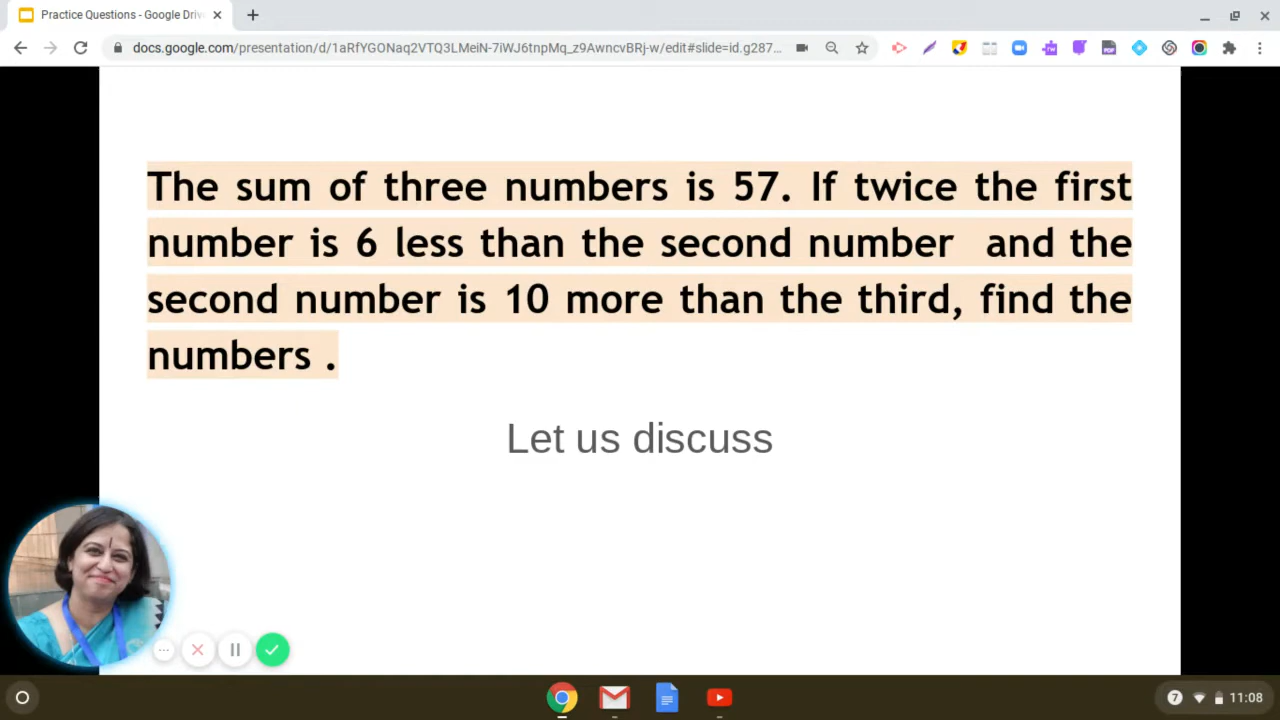 Practice Questions - Google Driv
docs.google.com/presentation/d/1aRfYGONaq2VTQ3LMeiN-7iWJ6tnpMq_z9AwncvBRj-w/edit#slide=id.g287...
The sum of three numbers is 57. If twice the first
number is 6 less than the second number and the
second number is 10 more than the third, find the
numbers .
Let us discuss
7 11:08